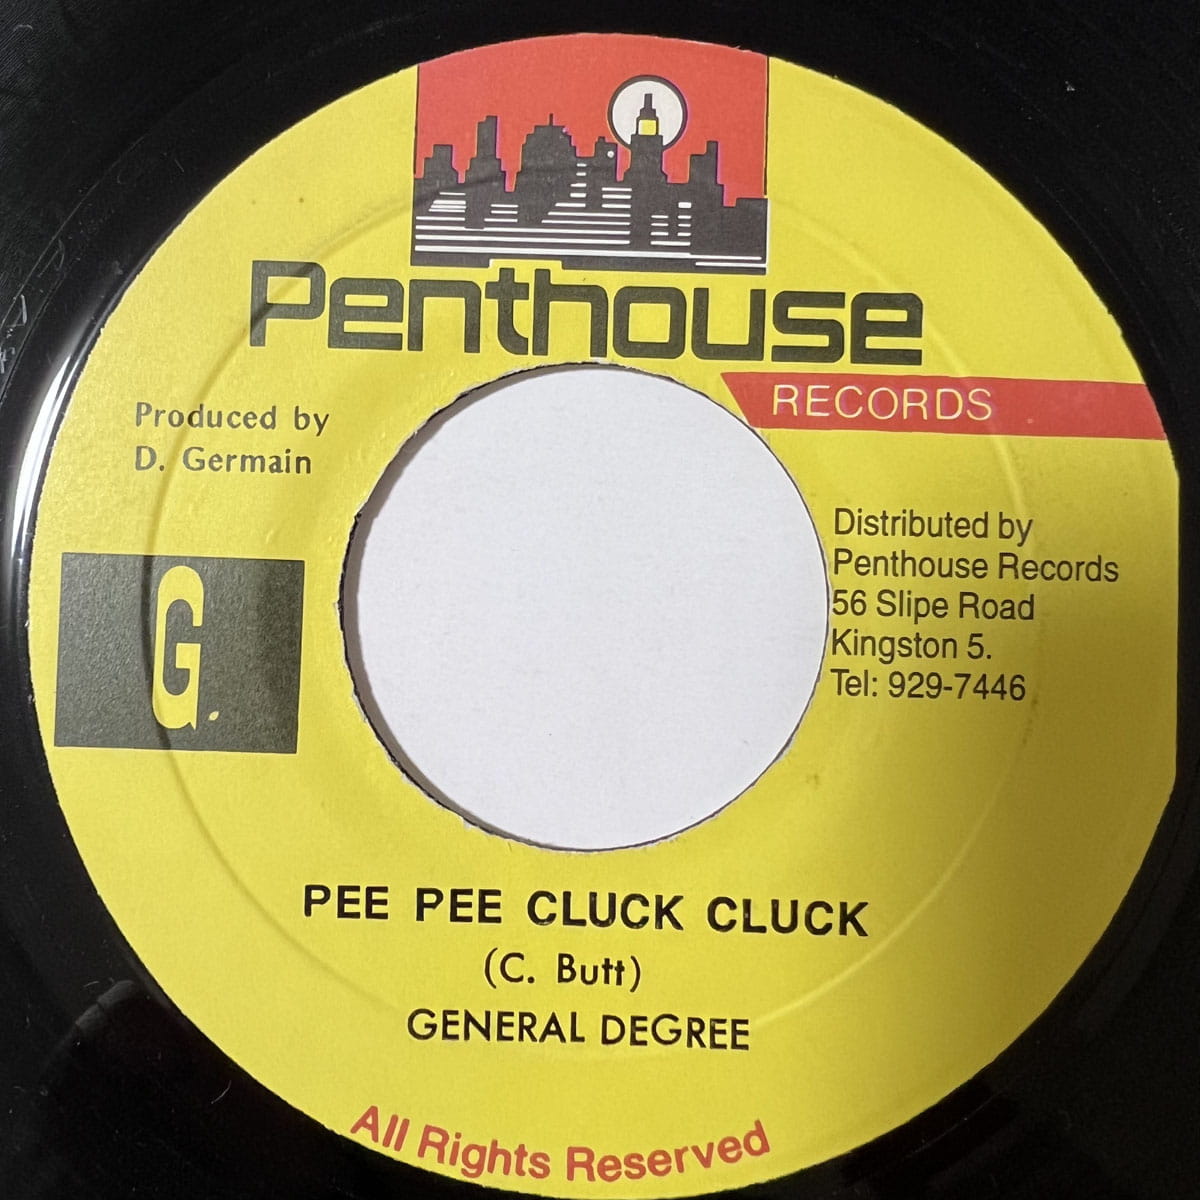 Penthouse
RECORDS
Produced by
D. Germain
G.
Distributed by
Penthouse Records
56 Slipe Road
Kingston 5.
Tel: 929-7446
PEE PEE CLUCK CLUCK
(C. Butt)
GENERAL DEGREE
All Rights Reserved